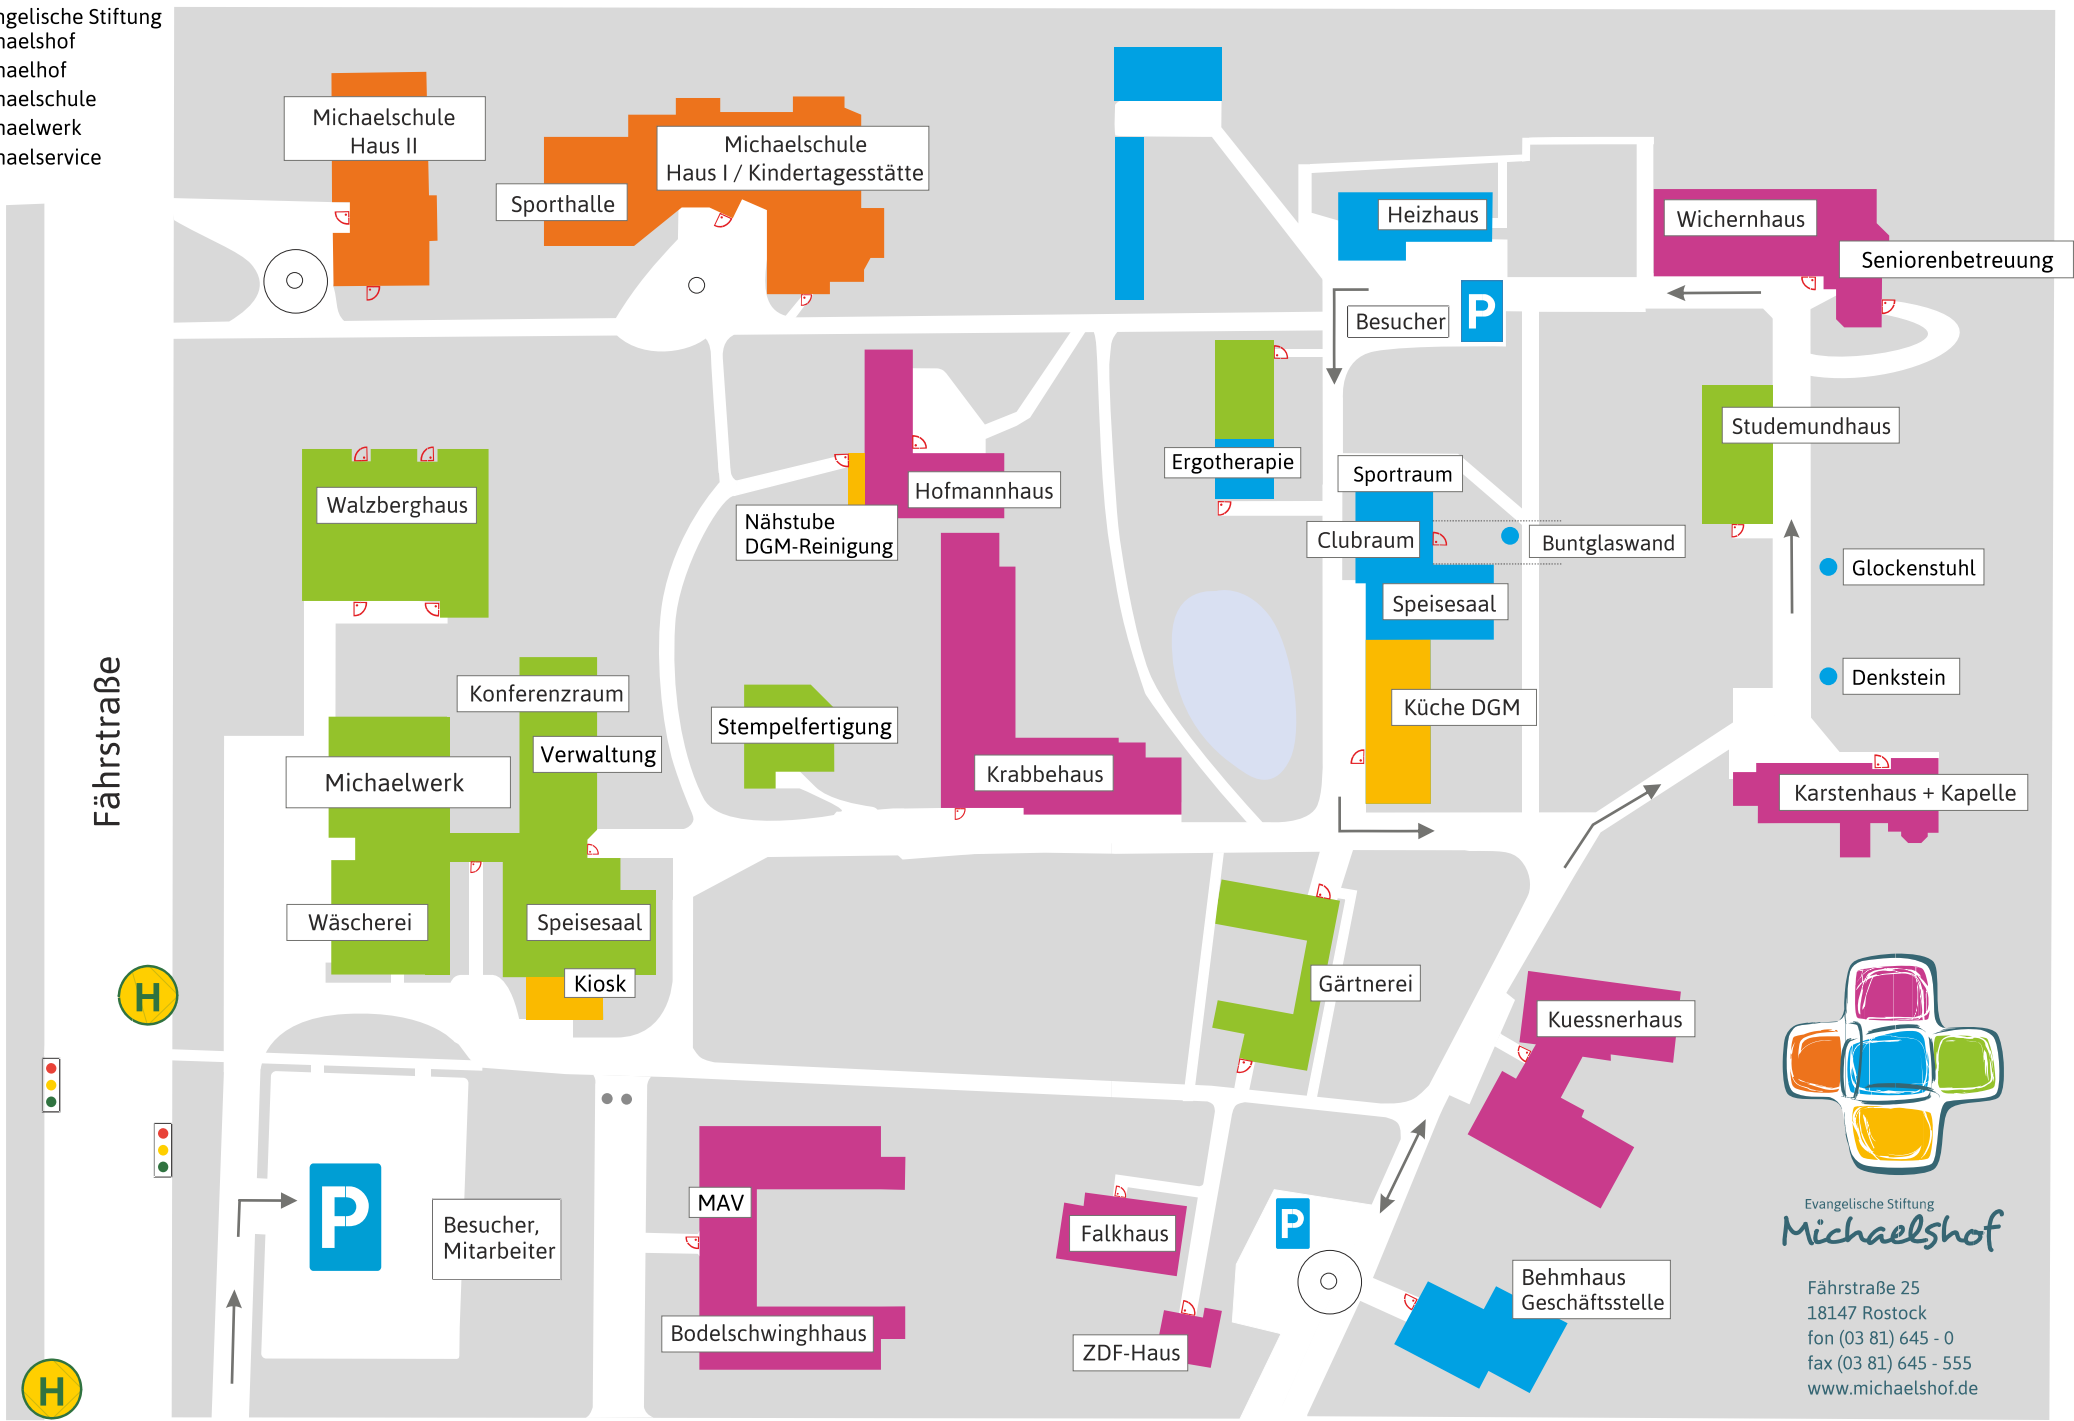 ngelische Stiftung
haelshof
haelhof
haelschule
haelwerk
haelservice
Michaelschule
Haus II
Michaelschule
Haus I / Kindertagesstätte
Sporthalle
Heizhaus
Wichernhaus
Seniorenbetreuung
Besucher
P
Studemundhaus
Ergotherapie
Sportraum
Hofmannhaus
Walzberghaus
Nähstube
DGM-Reinigung
Clubraum
Buntglaswand
Glockenstuhl
Speisesaal
Denkstein
Konferenzraum
Küche DGM
Stempelfertigung
Verwaltung
Fährstraße
Michaelwerk
Krabbehaus
Karstenhaus + Kapelle
Wäscherei
Speisesaal
Kiosk
Gärtnerei
H
Kuessnerhaus
MAV
P
Besucher,
Mitarbeiter
Falkhaus
P
Evangelische Stiftung
Michaelshof
Behmhaus
Geschäftsstelle
Bodelschwinghhaus
ZDF-Haus
H
Fährstraße 25
18147 Rostock
fon (03 81) 645 - 0
fax (03 81) 645 - 555
www.michaelshof.de